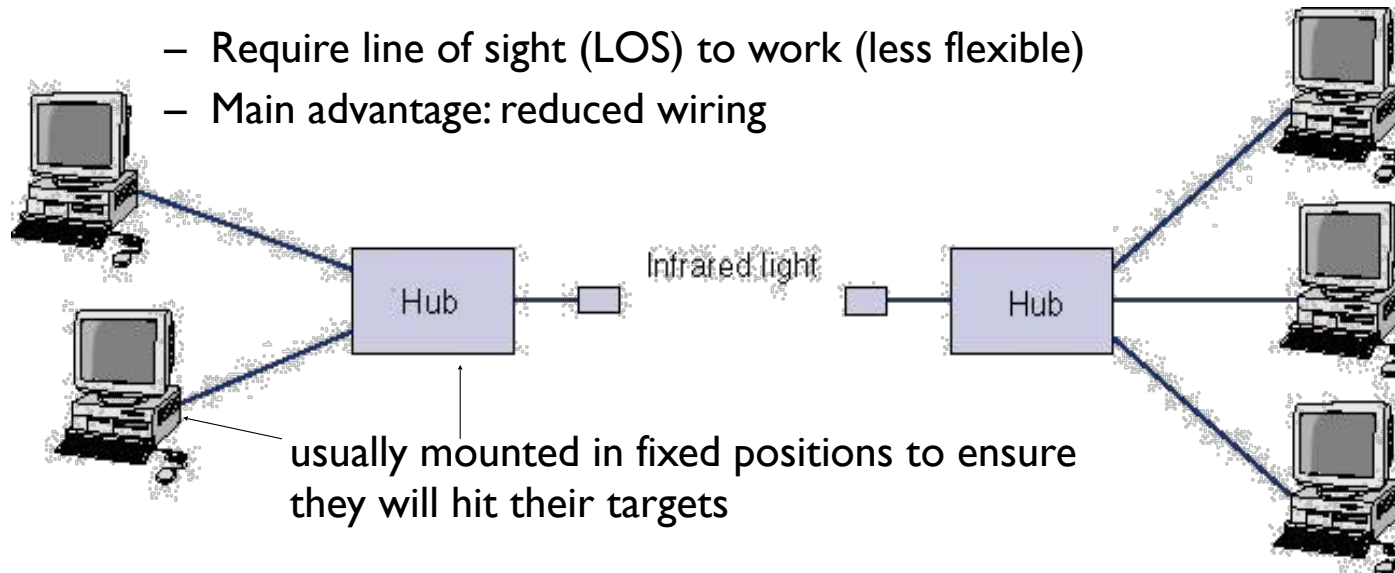 – Require line of sight (LOS) to work (less flexible)
– Main advantage: reduced wiring
Infrared light
Hub
Hub
usually mounted in fixed positions to ensure
they will hit their targets